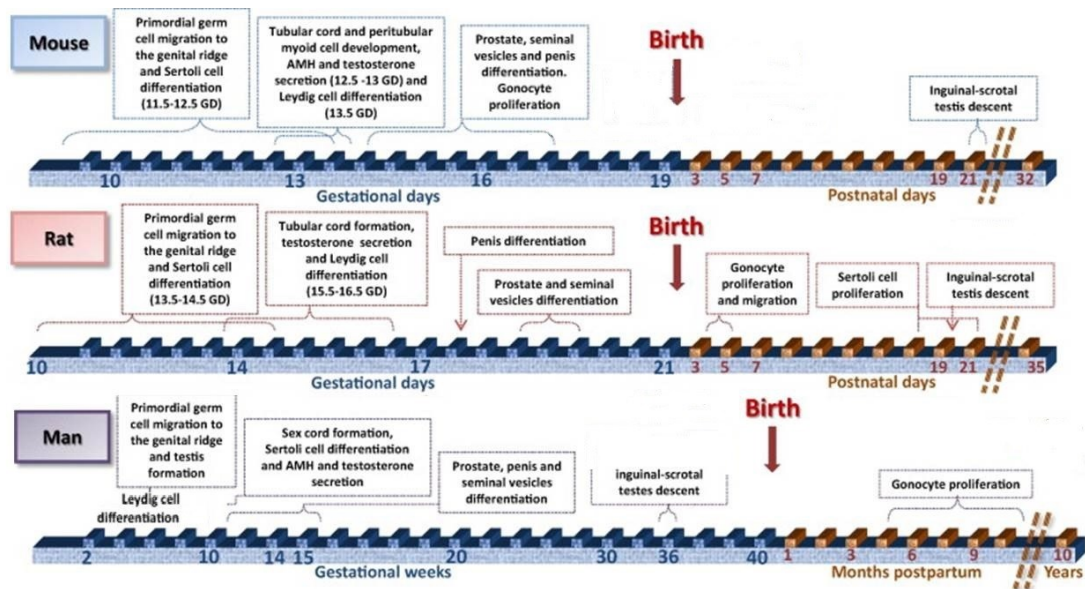 Mouse
Primordial germ
cell migration to
the genital ridge
and Sertoli cell
differentiation
(11.5-12.5 GD)
Tubular cord and peritubular
myoid cell development,
AMH and testosterone
secretion (12.5 -13 GD) and
Leydig cell differentiation
(13.5 GD)
Prostate, seminal
vesicles and penis
differentiation.
Gonocyte
proliferation
Birth
Inguinal-scrotal
testis descent
10 13 16 19 3 5 7 19 21 32
Gestational days Postnatal days
Rat
Primordial germ
cell migration to
the genital ridge
and Sertoli cell
differentiation
(13.5-14.5 GD)
Tubular cord formation,
testosterone secretion
and Leydig cell
differentiation
(15.5-16.5 GD)
Penis differentiation
Prostate and seminal
vesicles differentiation
Birth
Gonocyte
proliferation
and migration
Sertoli cell
proliferation
Inguinal-scrotal
testis descent
10 14 17 21 3 5 7 19 21 35
Gestational days Postnatal days
Man
Primordial germ
cell migration to
the genital ridge
and testis
formation
Leydig cell
differentiation
Sex cord formation,
Sertoli cell differentiation
and AMH and testosterone
secretion
Prostate, penis and
seminal vesicles
differentiation
inguinal-scrotal
testes descent
Birth
Gonocyte proliferation
2 10 14 15 20 30 36 40 1 3 6 9 10
Gestational weeks Months postpartum Years